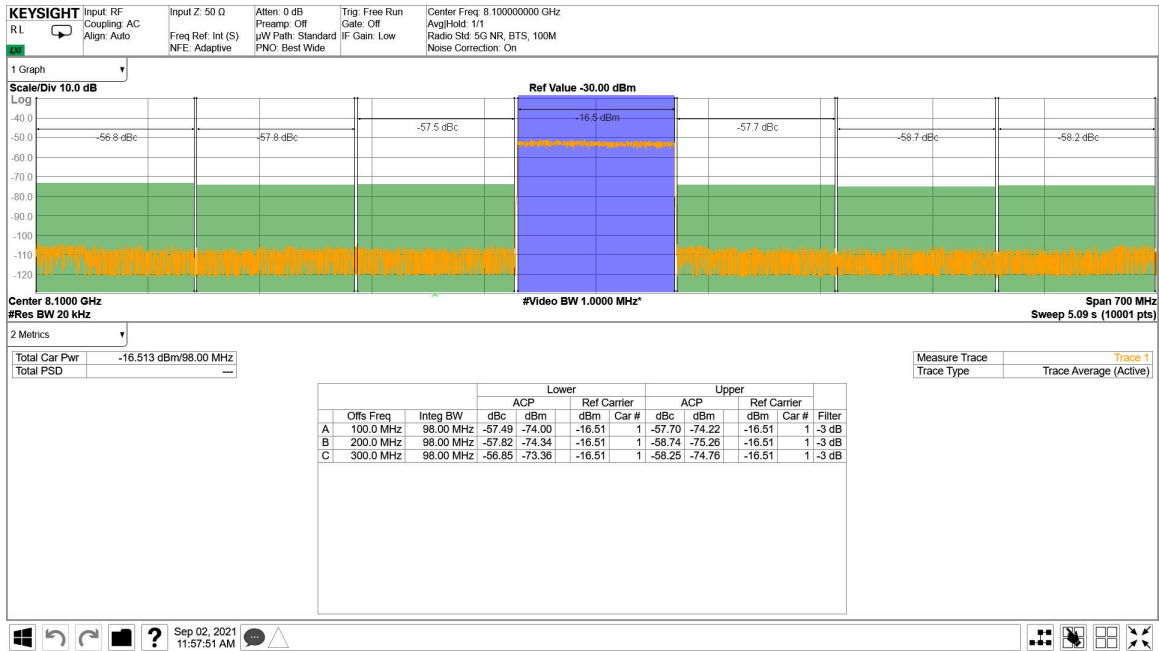 KEYSIGHT Input: RF Input Z: 50 Ω Atten: 0 dB Trig: Free Run Center Freq: 8.100000000 GHz
RL Coupling: AC Preamp: Off Gate: Off Avg|Hold: 1/1
Align: Auto Freq Ref: Int (S) µW Path: Standard IF Gain: Low Radio Std: 5G NR, BTS, 100M
LXI NFE: Adaptive PNO: Best Wide Noise Correction: On
1 Graph
Scale/Div 10.0 dB Ref Value -30.00 dBm
Log
-40.0 -16.5 dBm
-57.5 dBc -57.7 dBc
-50.0 -56.8 dBc -57.8 dBc -58.7 dBc -58.2 dBc
-60.0
-70.0
-80.0
-90.0
-100
-110
-120
Center 8.1000 GHz #Video BW 1.0000 MHz* Span 700 MHz
#Res BW 20 kHz Sweep 5.09 s (10001 pts)
2 Metrics
Total Car Pwr -16.513 dBm/98.00 MHz Measure Trace Trace 1
Total PSD --- Trace Type Trace Average (Active)
Lower Upper
ACP Ref Carrier ACP Ref Carrier
Offs Freq Integ BW dBc dBm dBm Car # dBc dBm dBm Car # Filter
A 100.0 MHz 98.00 MHz -57.49 -74.00 -16.51 1 -57.70 -74.22 -16.51 1 -3 dB
B 200.0 MHz 98.00 MHz -57.82 -74.34 -16.51 1 -58.74 -75.26 -16.51 1 -3 dB
C 300.0 MHz 98.00 MHz -56.85 -73.36 -16.51 1 -58.25 -74.76 -16.51 1 -3 dB
? Sep 02, 2021
11:57:51 AM